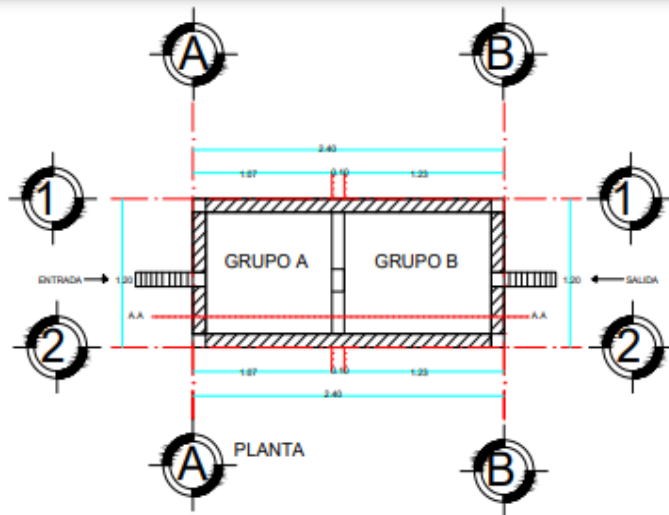 A B
2.40
1.07 0.10 1.23
1 1
GRUPO A GRUPO B
ENTRADA 1.20 1.20 SALIDA
A.A A.A
2 2
1.07 0.10 1.23
2.40
A PLANTA B